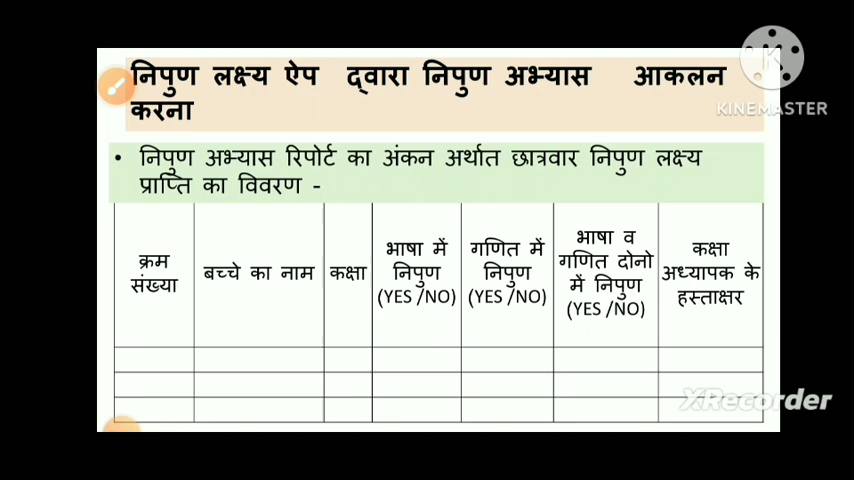 निपुण लक्ष्य ऐप द्वारा निपुण अभ्यास आकलन
करना
KINEMASTER
• निपुण अभ्यास रिपोर्ट का अंकन अर्थात छात्रवार निपुण लक्ष्य
प्राप्ति का विवरण -
क्रम
संख्या
बच्चे का नाम
कक्षा
भाषा में
निपुण
(YES /NO)
गणित में
निपुण
(YES /NO)
भाषा व
गणित दोनो
में निपुण
(YES /NO)
कक्षा
अध्यापक के
हस्ताक्षर
XRecorder